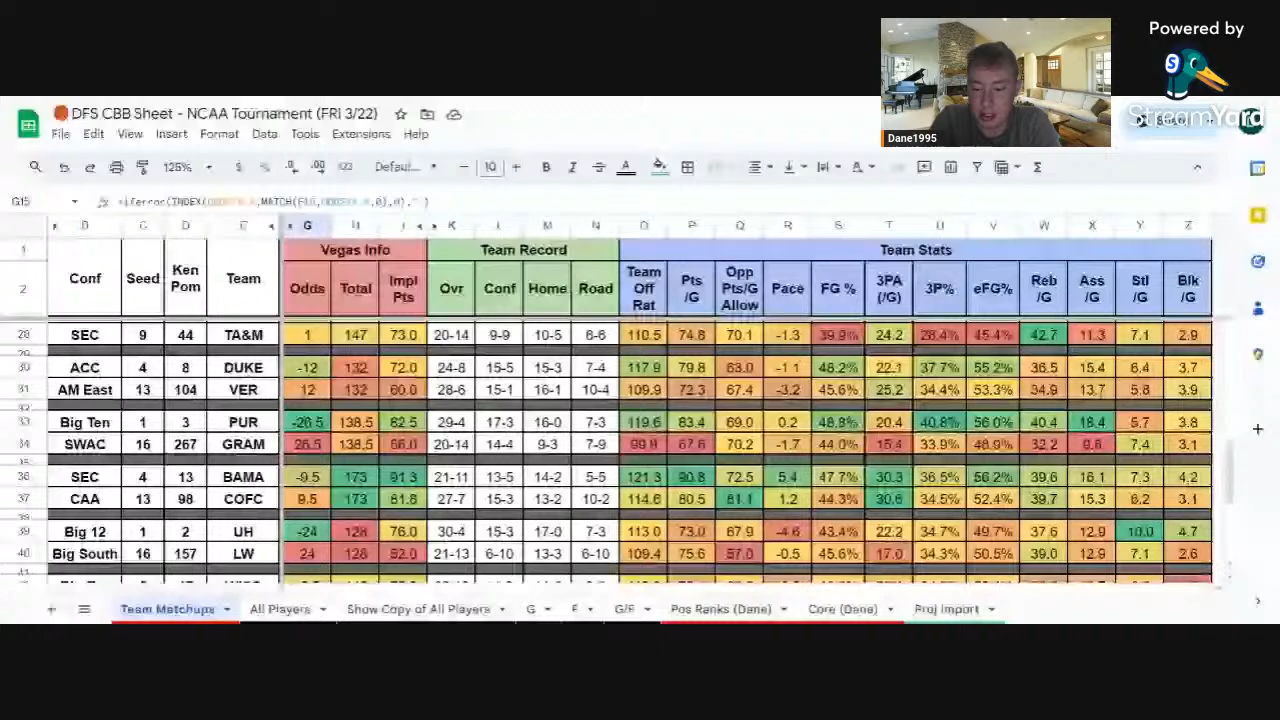 Powered by
StreamYard
Dane1995
DFS CBB Sheet - NCAA Tournament (FRI 3/22)
File Edit View Insert Format Data Tools Extensions Help
125% Defaul... 10
G15
B C D E G H K L M N O P Q R S T U V W X Y Z
1 Vegas Info Team Record Team Stats
2 Conf Seed Ken Pom Team Odds Total Impl Pts Ovr Conf Home Road Team Off Rat Pts /G Opp Pts/G Allow Pace FG % 3PA (/G) 3P% eFG% Reb /G Ass /G Stl /G Blk /G
28 SEC 9 44 TA&M 1 147 73.0 20-14 9-9 10-5 6-6 110.5 74.8 70.1 -1.3 39.9% 24.2 28.4% 45.4% 42.7 11.3 7.1 2.9
30 ACC 4 8 DUKE -12 132 72.0 24-8 15-5 15-3 7-4 117.9 79.8 63.0 -1.1 48.2% 22.1 37.7% 55.2% 36.5 15.4 6.4 3.7
31 AM East 13 104 VER 12 132 60.0 28-6 15-1 16-1 10-4 109.9 72.3 67.4 -3.2 45.6% 25.2 34.4% 53.3% 34.9 13.7 5.8 3.9
33 Big Ten 1 3 PUR -26.5 138.5 82.5 29-4 17-3 16-0 7-3 119.6 83.4 69.0 0.2 48.8% 20.4 40.8% 56.0% 40.4 18.4 5.7 3.8
34 SWAC 16 267 GRAM 26.5 138.5 56.0 20-14 14-4 9-3 7-9 99.8 67.6 70.2 -1.7 44.0% 15.4 33.9% 48.9% 32.2 9.6 7.4 3.1
36 SEC 4 13 BAMA -9.5 173 91.3 21-11 13-5 14-2 5-5 121.3 90.8 72.5 5.4 47.7% 30.3 36.5% 56.2% 39.6 16.1 7.3 4.2
37 CAA 13 98 COFC 9.5 173 81.8 27-7 15-3 13-2 10-2 114.6 80.5 81.1 1.2 44.3% 30.6 34.5% 52.4% 39.7 15.3 6.2 3.1
39 Big 12 1 2 UH -24 128 76.0 30-4 15-3 17-0 7-3 113.0 73.0 67.9 -4.6 43.4% 22.2 34.7% 49.7% 37.6 12.9 10.0 4.7
40 Big South 16 157 LW 24 128 52.0 21-13 6-10 13-3 6-10 109.4 75.6 57.0 -0.5 45.6% 17.0 34.3% 50.5% 39.0 12.9 7.1 2.6
Team Matchups All Players Show Copy of All Players G F G/F Pos Ranks (Dane) Core (Dane) Proj Import